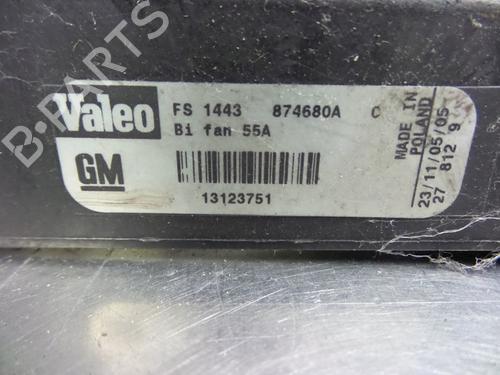 Valeo
FS 1443 874680A C
Bi fan 55A
GM
13123751
MADE IN
POLAND
23/11/05/05
27 812 9
B-PARTS